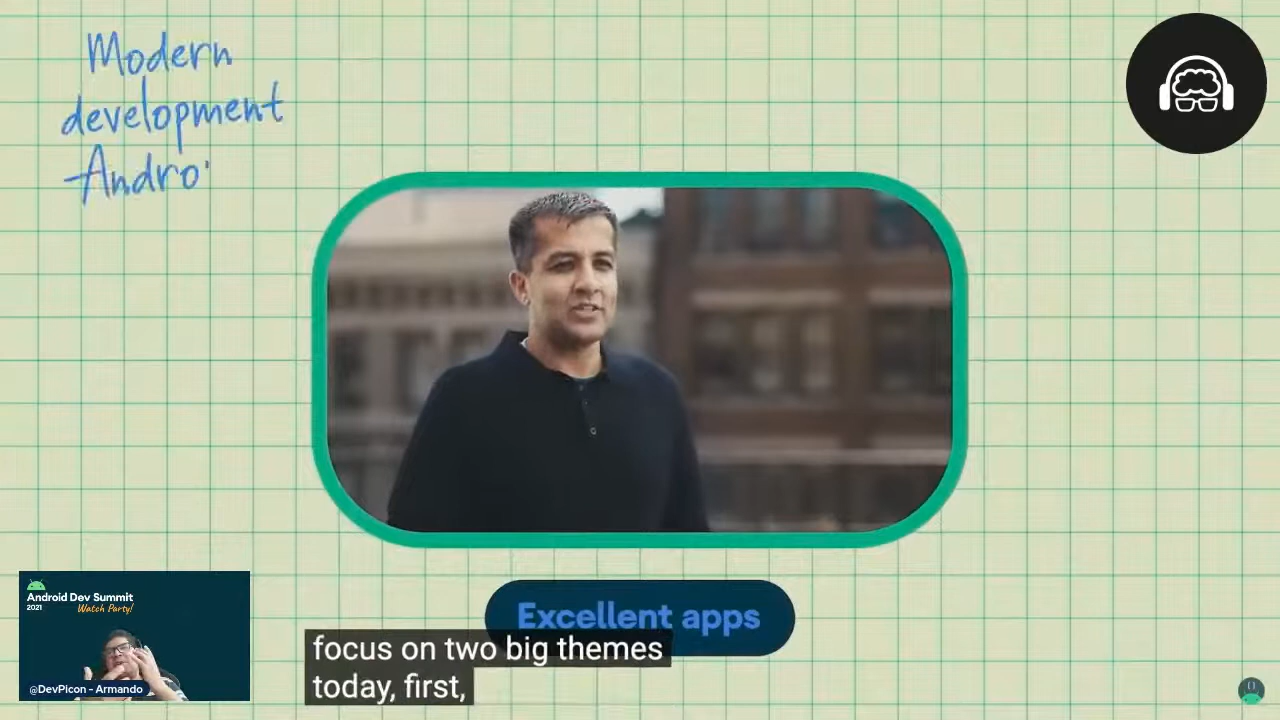 Modern
development
Andro
Excellent apps
focus on two big themes
today, first,
Android Dev Summit
2021
Watch Party!
@DevPicon - Armando